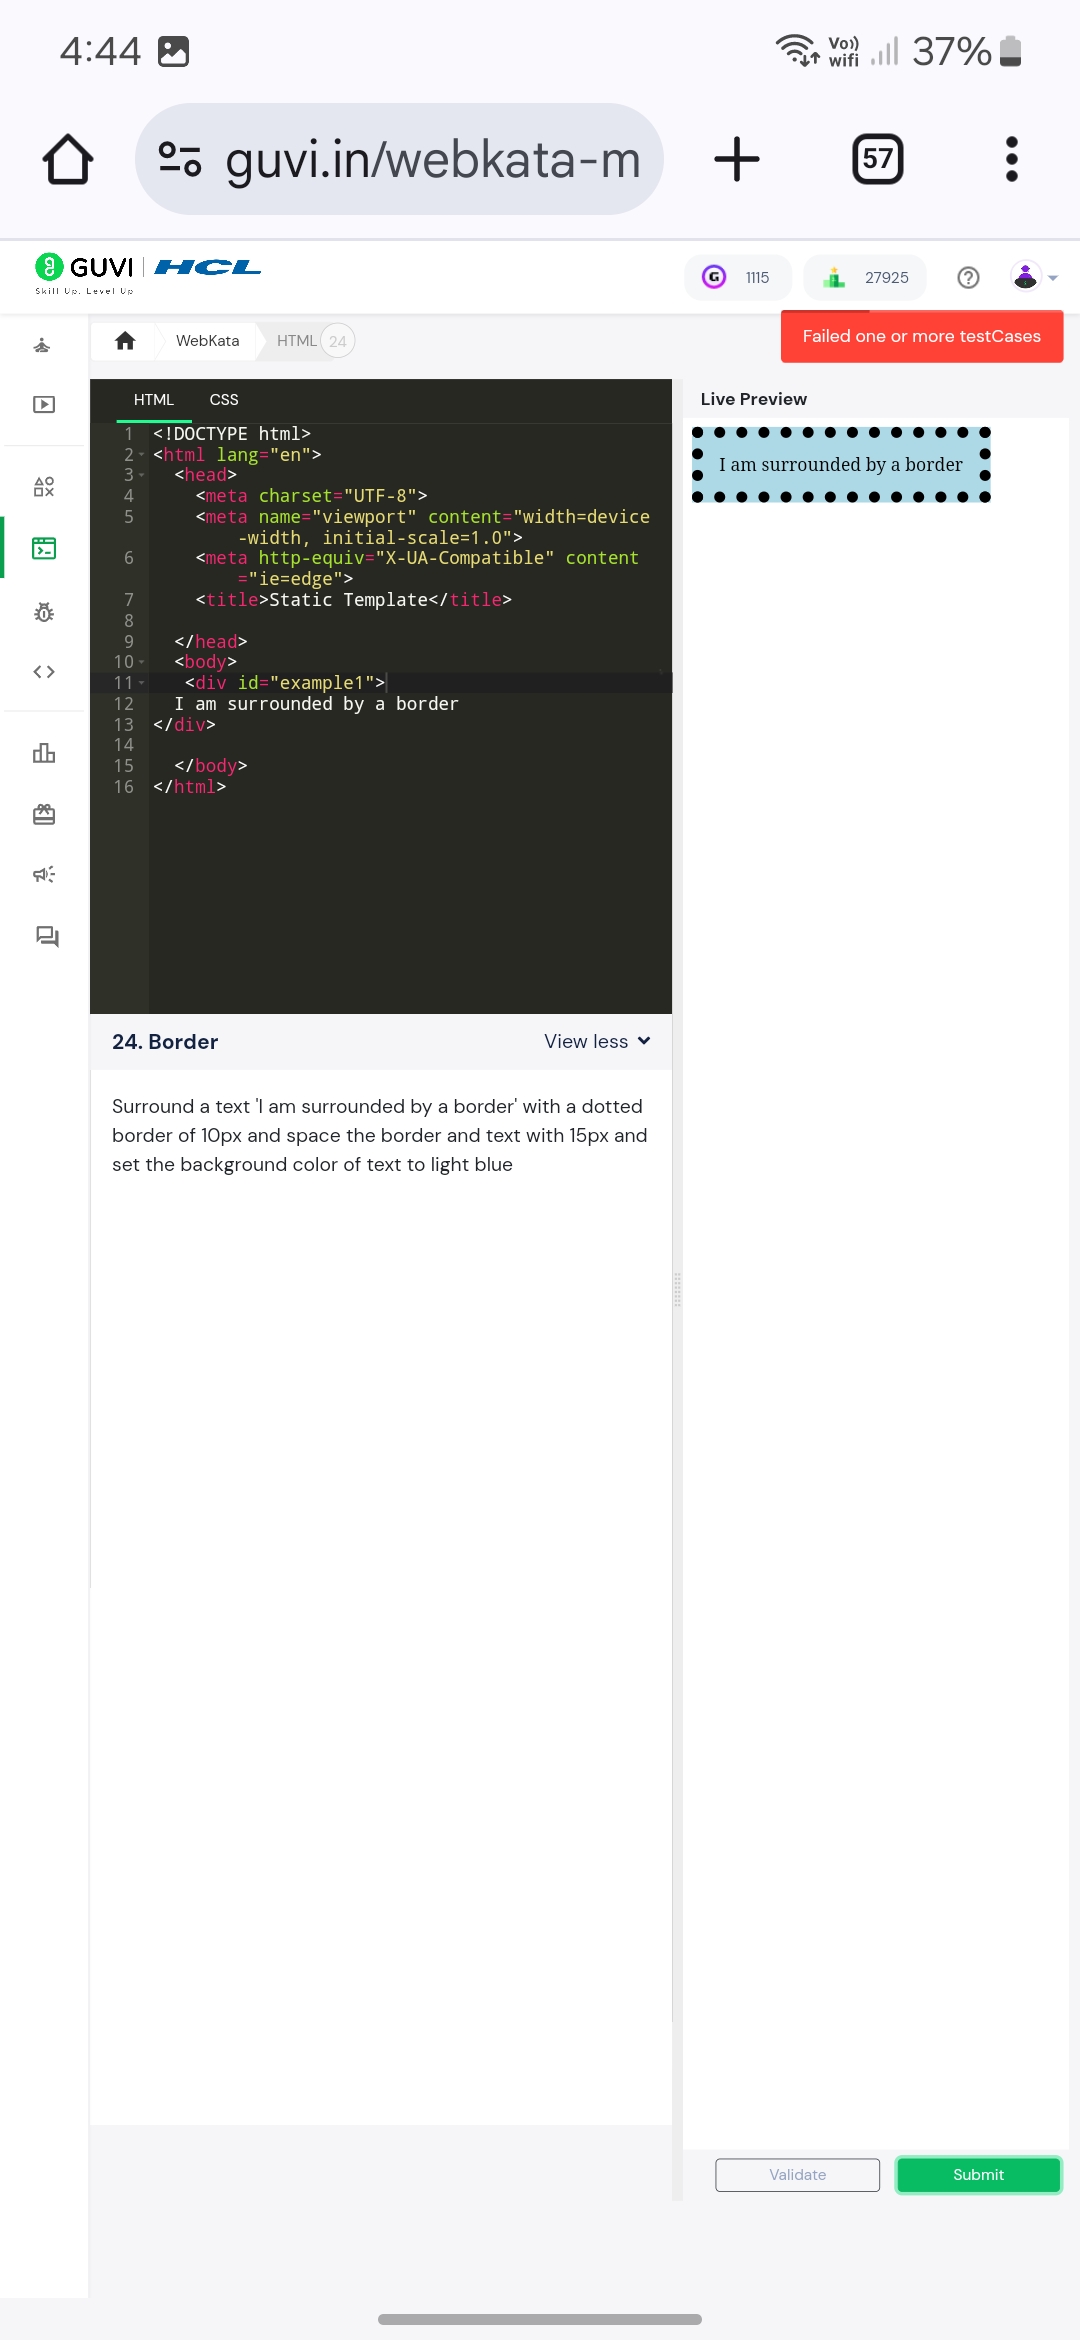 4:44
Vo))
wifi
37%
guvi.in/webkata-m
57
GUVI | HCL
Skill Up. Level Up
G
1115
27925
WebKata
HTML
24
Failed one or more testCases
HTML
CSS
Live Preview
1 <!DOCTYPE html>
2 <html lang="en">
3 <head>
4 <meta charset="UTF-8">
5 <meta name="viewport" content="width=device
-width, initial-scale=1.0">
6 <meta http-equiv="X-UA-Compatible" content
="ie=edge">
7 <title>Static Template</title>
8
9 </head>
10 <body>
11 <div id="example1">
12 I am surrounded by a border
13 </div>
14
15 </body>
16 </html>
I am surrounded by a border
24. Border
View less
Surround a text 'I am surrounded by a border' with a dotted
border of 10px and space the border and text with 15px and
set the background color of text to light blue
Validate
Submit